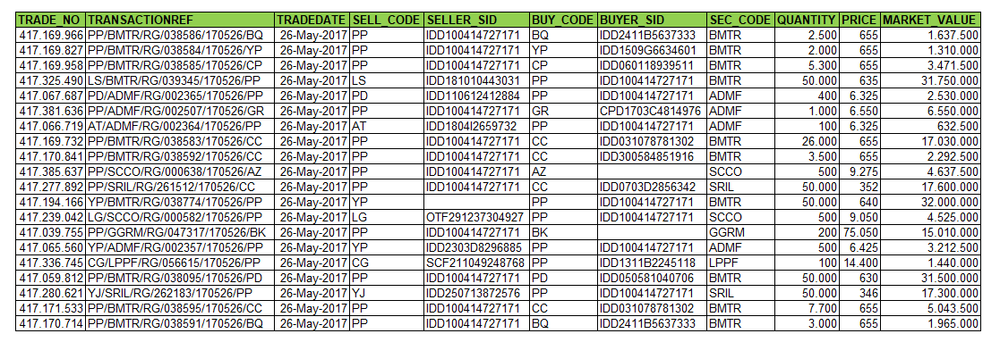 TRADE_NO TRANSACTIONREF TRADEDATE SELL_CODE SELLER_SID BUY_CODE BUYER_SID SEC_CODE QUANTITY PRICE MARKET_VALUE
417.169.966 PP/BMTR/RG/038586/170526/BQ 26-May-2017 PP IDD100414727171 BQ IDD2411B5637333 BMTR 2.500 655 1.637.500
417.169.827 PP/BMTR/RG/038584/170526/YP 26-May-2017 PP IDD100414727171 YP IDD1509G6634601 BMTR 2.000 655 1.310.000
417.169.958 PP/BMTR/RG/038585/170526/CP 26-May-2017 PP IDD100414727171 CP IDD060118939511 BMTR 5.300 655 3.471.500
417.325.490 LS/BMTR/RG/039345/170526/PP 26-May-2017 LS IDD181010443031 PP IDD100414727171 BMTR 50.000 635 31.750.000
417.067.687 PD/ADMF/RG/002365/170526/PP 26-May-2017 PD IDD110612412884 PP IDD100414727171 ADMF 400 6.325 2.530.000
417.381.636 PP/ADMF/RG/002507/170526/GR 26-May-2017 PP IDD100414727171 GR CPD1703C4814976 ADMF 1.000 6.550 6.550.000
417.066.719 AT/ADMF/RG/002364/170526/PP 26-May-2017 AT IDD1804I2659732 PP IDD100414727171 ADMF 100 6.325 632.500
417.169.732 PP/BMTR/RG/038583/170526/CC 26-May-2017 PP IDD100414727171 CC IDD031078781302 BMTR 26.000 655 17.030.000
417.170.841 PP/BMTR/RG/038592/170526/CC 26-May-2017 PP IDD100414727171 CC IDD300584851916 BMTR 3.500 655 2.292.500
417.385.637 PP/SCCO/RG/000638/170526/AZ 26-May-2017 PP IDD100414727171 AZ SCCO 500 9.275 4.637.500
417.277.892 PP/SRIL/RG/261512/170526/CC 26-May-2017 PP IDD100414727171 CC IDD0703D2856342 SRIL 50.000 352 17.600.000
417.194.166 YP/BMTR/RG/038774/170526/PP 26-May-2017 YP PP IDD100414727171 BMTR 50.000 640 32.000.000
417.239.042 LG/SCCO/RG/000582/170526/PP 26-May-2017 LG OTF291237304927 PP IDD100414727171 SCCO 500 9.050 4.525.000
417.039.755 PP/GGRM/RG/047317/170526/BK 26-May-2017 PP IDD100414727171 BK GGRM 200 75.050 15.010.000
417.065.560 YP/ADMF/RG/002357/170526/PP 26-May-2017 YP IDD2303D8296885 PP IDD100414727171 ADMF 500 6.425 3.212.500
417.336.745 CG/LPPF/RG/056615/170526/PP 26-May-2017 CG SCF211049248768 PP IDD1311B2245118 LPPF 100 14.400 1.440.000
417.059.812 PP/BMTR/RG/038095/170526/PD 26-May-2017 PP IDD100414727171 PD IDD050581040706 BMTR 50.000 630 31.500.000
417.280.621 YJ/SRIL/RG/262183/170526/PP 26-May-2017 YJ IDD250713872576 PP IDD100414727171 SRIL 50.000 346 17.300.000
417.171.533 PP/BMTR/RG/038595/170526/CC 26-May-2017 PP IDD100414727171 CC IDD100414727171 BMTR 7.700 655 5.043.500
417.170.714 PP/BMTR/RG/038591/170526/BQ 26-May-2017 PP IDD100414727171 BQ IDD2411B5637333 BMTR 3.000 655 1.965.000